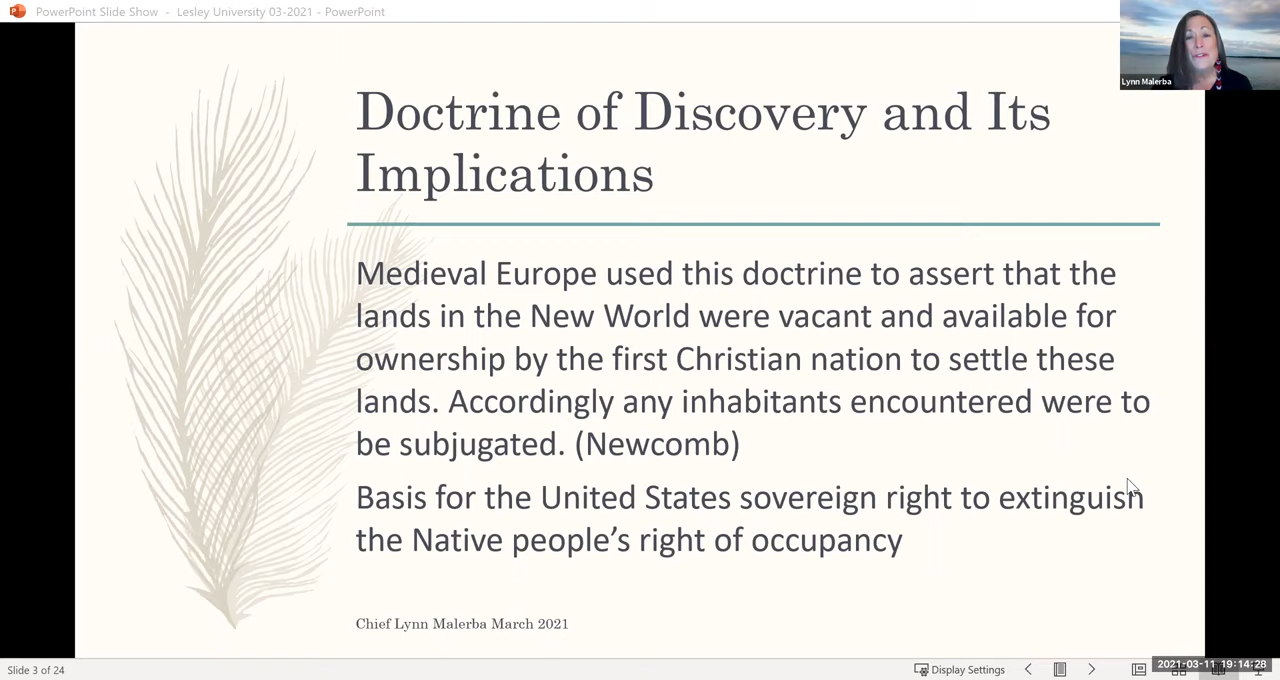 PowerPoint Slide Show - Lesley University 03-2021 - PowerPoint
Lynn Malerba
Doctrine of Discovery and Its
Implications
Medieval Europe used this doctrine to assert that the
lands in the New World were vacant and available for
ownership by the first Christian nation to settle these
lands. Accordingly any inhabitants encountered were to
be subjugated. (Newcomb)
Basis for the United States sovereign right to extinguish
the Native people’s right of occupancy
Chief Lynn Malerba March 2021
Slide 3 of 24
Display Settings
2021-03-11 19:14:28